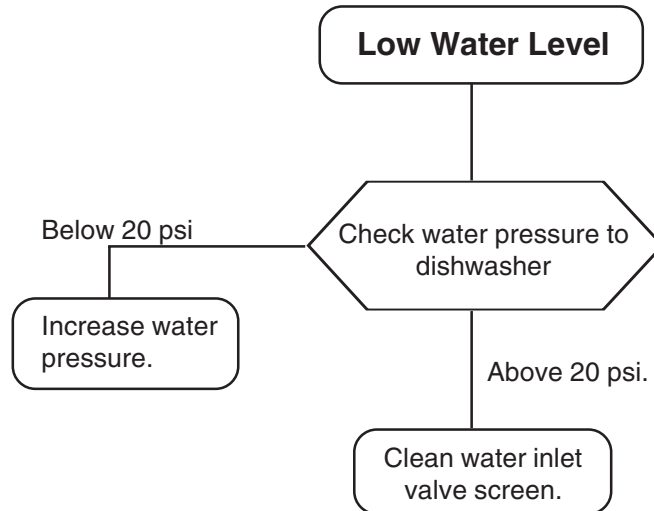 Low Water Level
Check water pressure to
dishwasher
Below 20 psi
Increase water
pressure.
Above 20 psi.
Clean water inlet
valve screen.